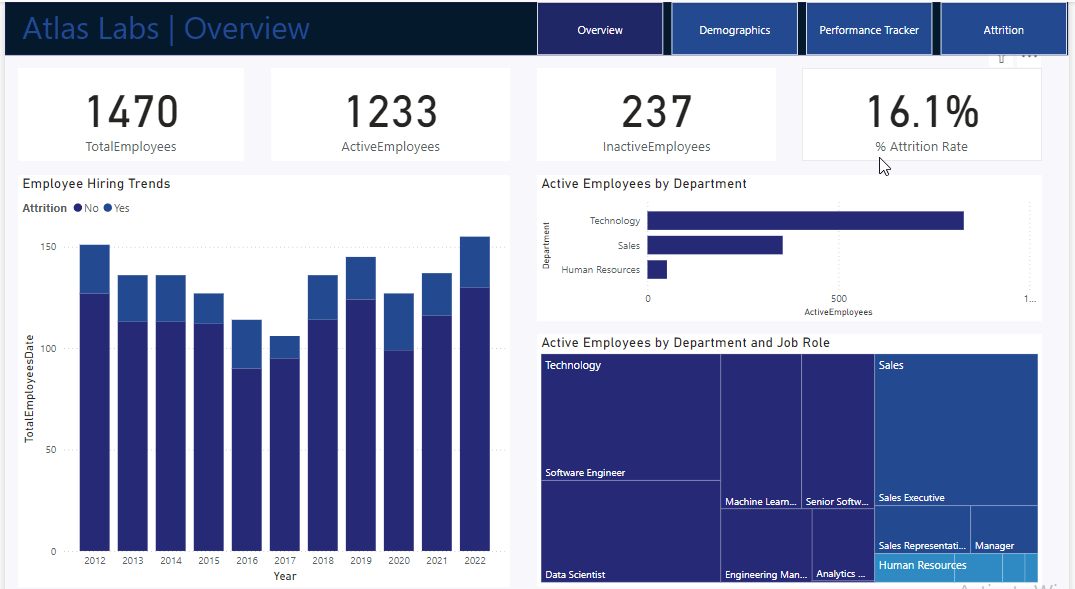 Atlas Labs | Overview
Overview
Demographics
Performance Tracker
Attrition
1470
TotalEmployees
1233
ActiveEmployees
237
InactiveEmployees
16.1%
% Attrition Rate
Employee Hiring Trends
Attrition No Yes
TotalEmployeesDate
150
100
50
0
2012 2013 2014 2015 2016 2017 2018 2019 2020 2021 2022
Year
Active Employees by Department
Department
Technology
Sales
Human Resources
0 500 1...
ActiveEmployees
Active Employees by Department and Job Role
Technology
Software Engineer
Data Scientist
Machine Learn...
Senior Softw...
Engineering Man...
Analytics ...
Sales
Sales Executive
Sales Representati...
Manager
Human Resources